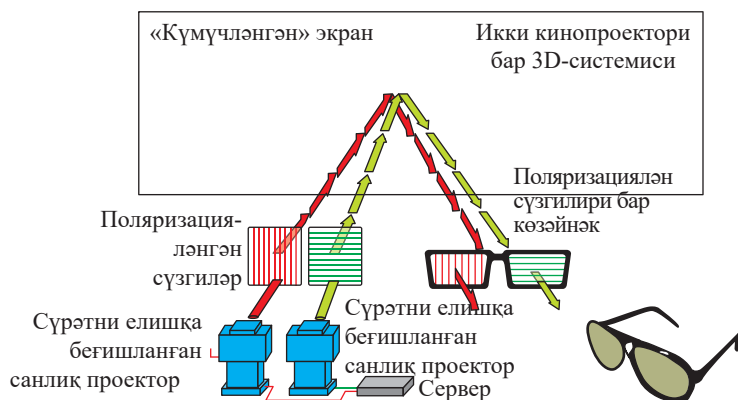 «Күмүчләнгән» экран
Икки кинопроектори
бар 3D-системиси
Поляризациялән
сүзгилири бар
көзәйнәк
Поляризация-
ләнгән
сүзгиләр
Сүрәтни елишқа
беғишланған
санлиқ проектор
Сүрәтни елишқа
беғишланған
санлиқ проектор
Сервер